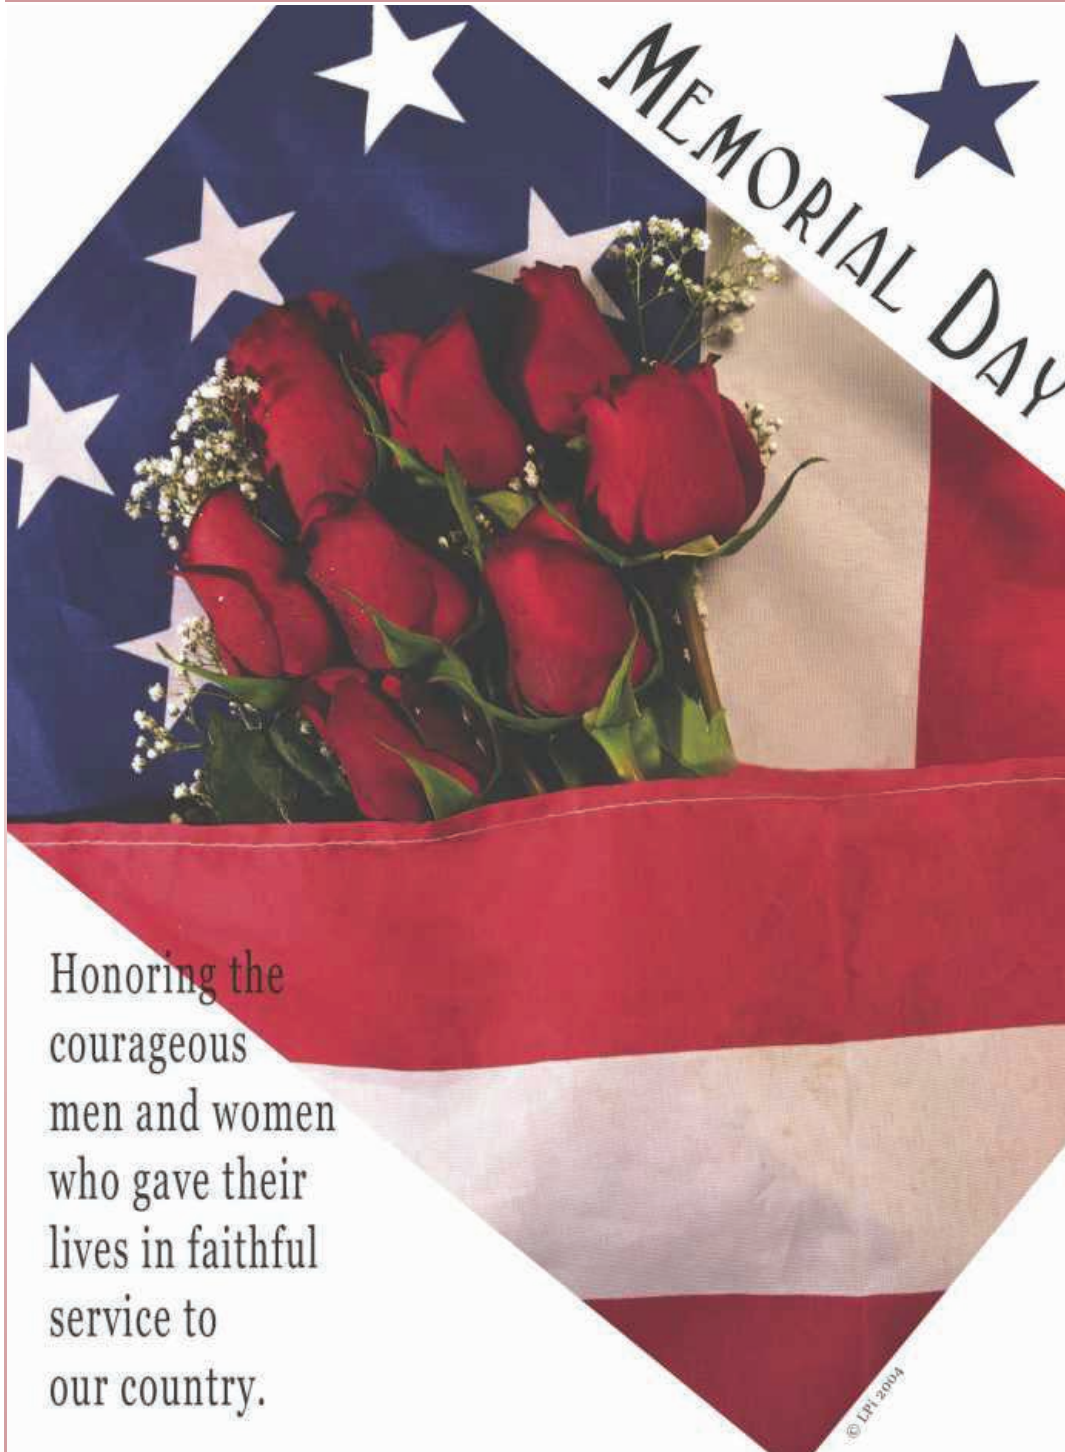 MEMORIAL DAY
Honoring the
courageous
men and women
who gave their
lives in faithful
service to
our country.
© LPi 2004